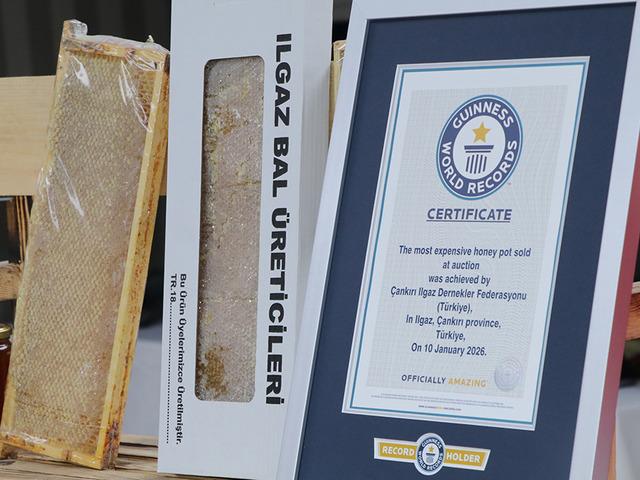 ILGAZ BAL ÜRETİCİLERİ
Bu Ürün Üyelerimizce Üretilmiştir.
TR.18
GUINNESS
WORLD RECORDS
CERTIFICATE
The most expensive honey pot sold
at auction
was achieved by
Çankırı Ilgaz Dernekler Federasyonu
(Türkiye),
In Ilgaz, Çankırı province,
Türkiye,
On 10 January 2026.
OFFICIALLY AMAZING
RECORD HOLDER